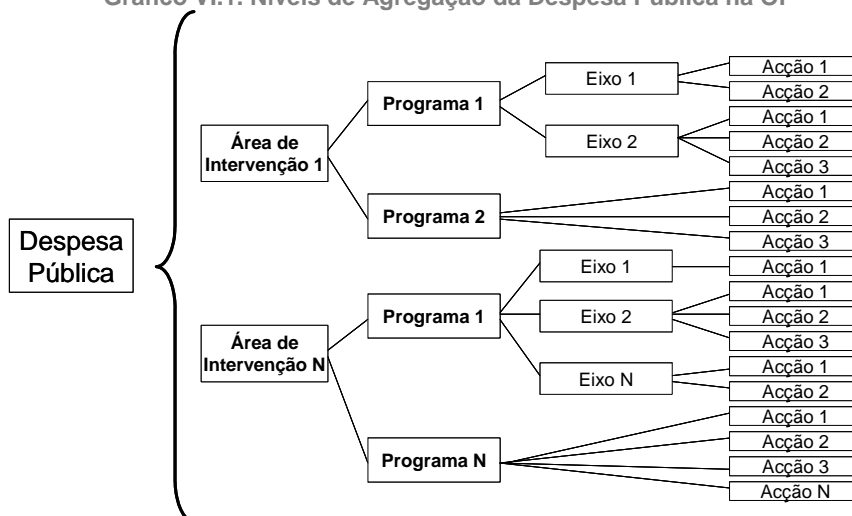 Gráfico VI.1: Níveis de Agregação da Despesa Pública na OP
Despesa
Pública
Área de
Intervenção 1
Programa 1
Eixo 1
Acção 1
Acção 2
Eixo 2
Acção 1
Acção 2
Acção 3
Programa 2
Acção 1
Acção 2
Acção 3
Área de
Intervenção N
Programa 1
Eixo 1
Acção 1
Eixo 2
Acção 1
Acção 2
Acção 3
Eixo N
Acção 1
Acção 2
Programa N
Acção 1
Acção 2
Acção 3
Acção N